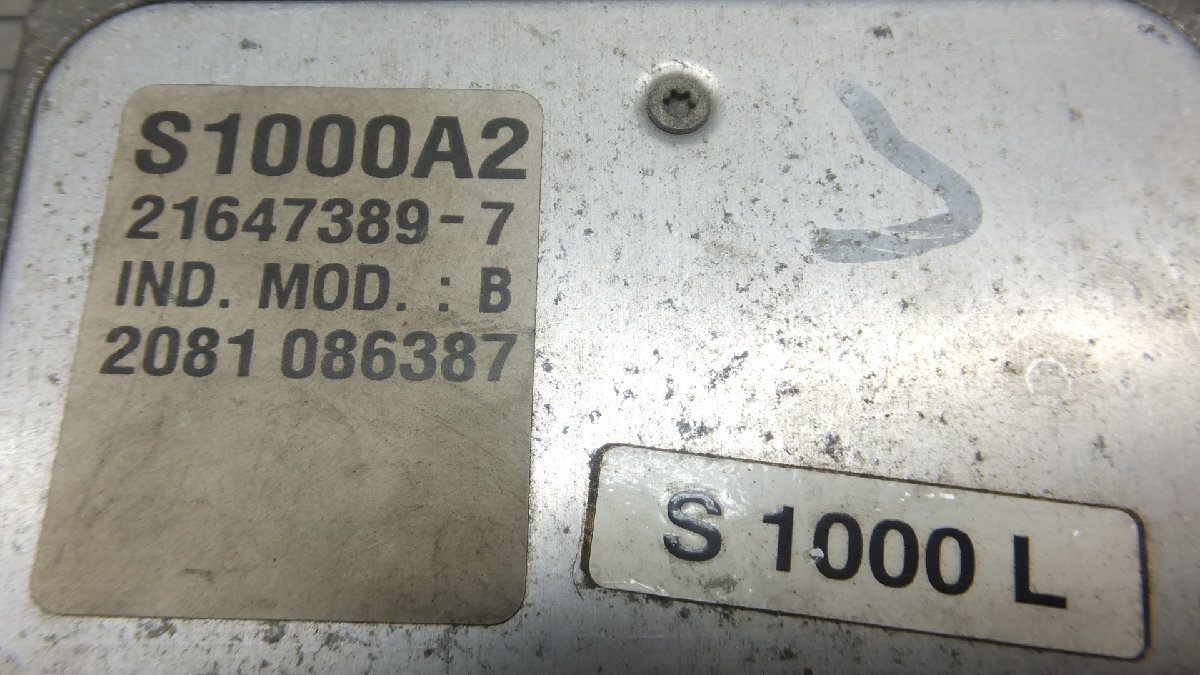 S1000A2
21647389-7
IND. MOD. : B
2081 086387
S 1000 L